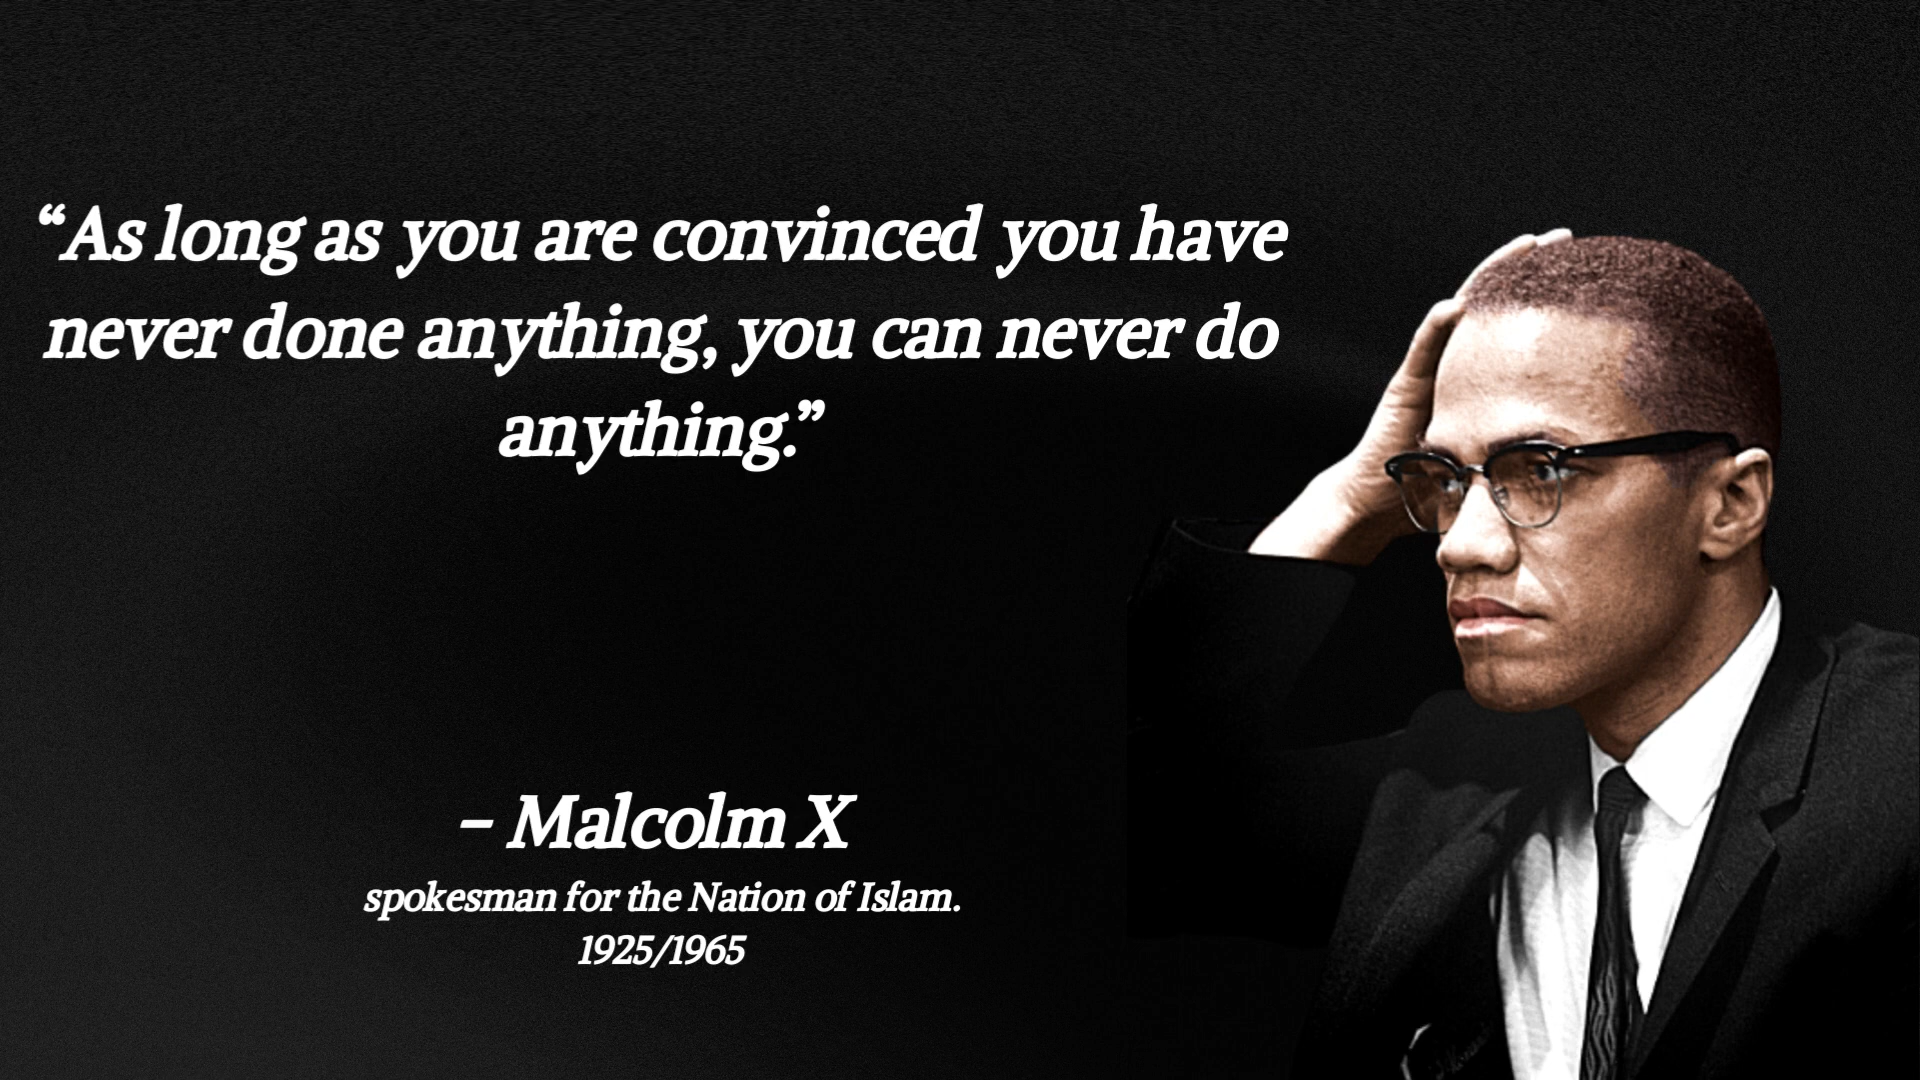 “As long as you are convinced you have
never done anything, you can never do
anything.”
– Malcolm X
spokesman for the Nation of Islam.
1925/1965